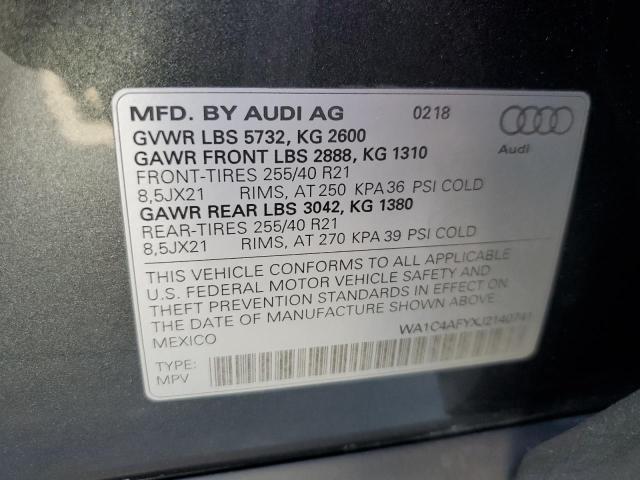 MFD. BY AUDI AG 0218
GVWR LBS 5732, KG 2600
GAWR FRONT LBS 2888, KG 1310
FRONT-TIRES 255/40 R21
8,5JX21 RIMS, AT 250 KPA 36 PSI COLD
GAWR REAR LBS 3042, KG 1380
REAR-TIRES 255/40 R21
8,5JX21 RIMS, AT 270 KPA 39 PSI COLD
Audi
THIS VEHICLE CONFORMS TO ALL APPLICABLE
U.S. FEDERAL MOTOR VEHICLE SAFETY AND
THEFT PREVENTION STANDARDS IN EFFECT ON
THE DATE OF MANUFACTURE SHOWN ABOVE.
MEXICO
WA1C4AFYXJ2140741
TYPE:
MPV